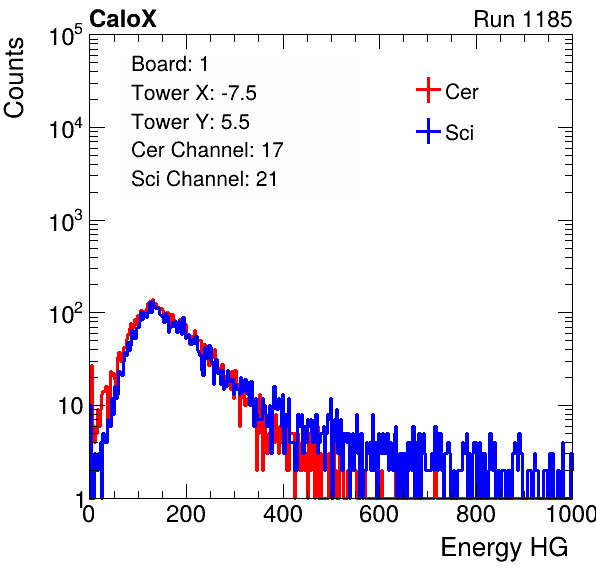 CaloX Run 1185
Counts
10^5
10^4
10^3
10^2
10
1
Board: 1
Tower X: -7.5
Tower Y: 5.5
Cer Channel: 17
Sci Channel: 21
Cer
Sci
0 200 400 600 800 1000
Energy HG